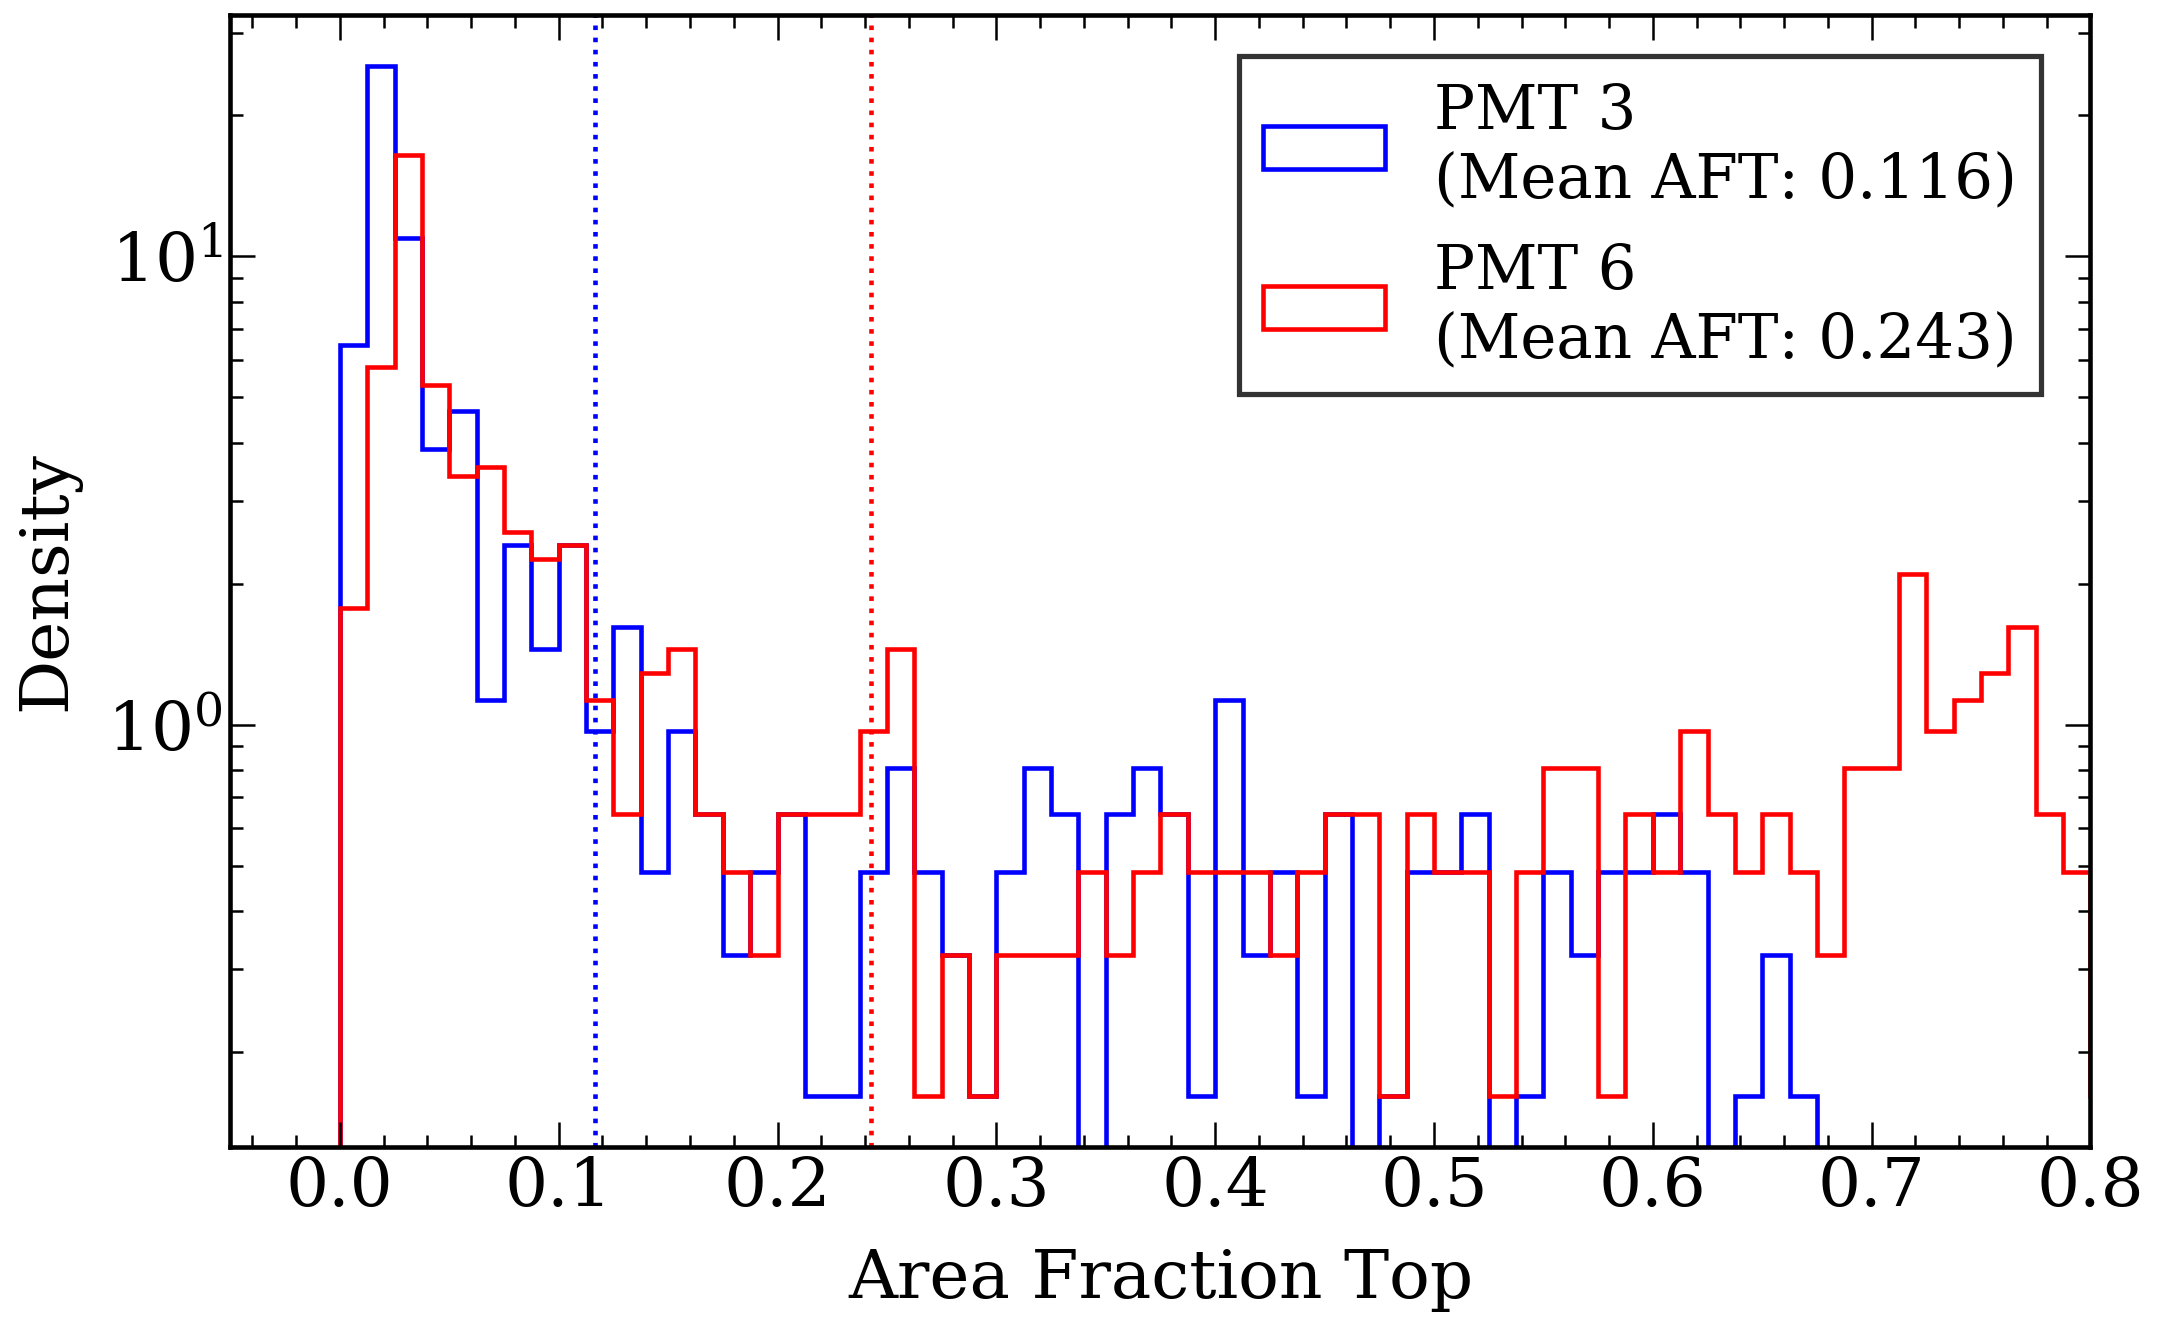 PMT 3
(Mean AFT: 0.116)
PMT 6
(Mean AFT: 0.243)
10¹
10⁰
Density
0.0 0.1 0.2 0.3 0.4 0.5 0.6 0.7 0.8
Area Fraction Top